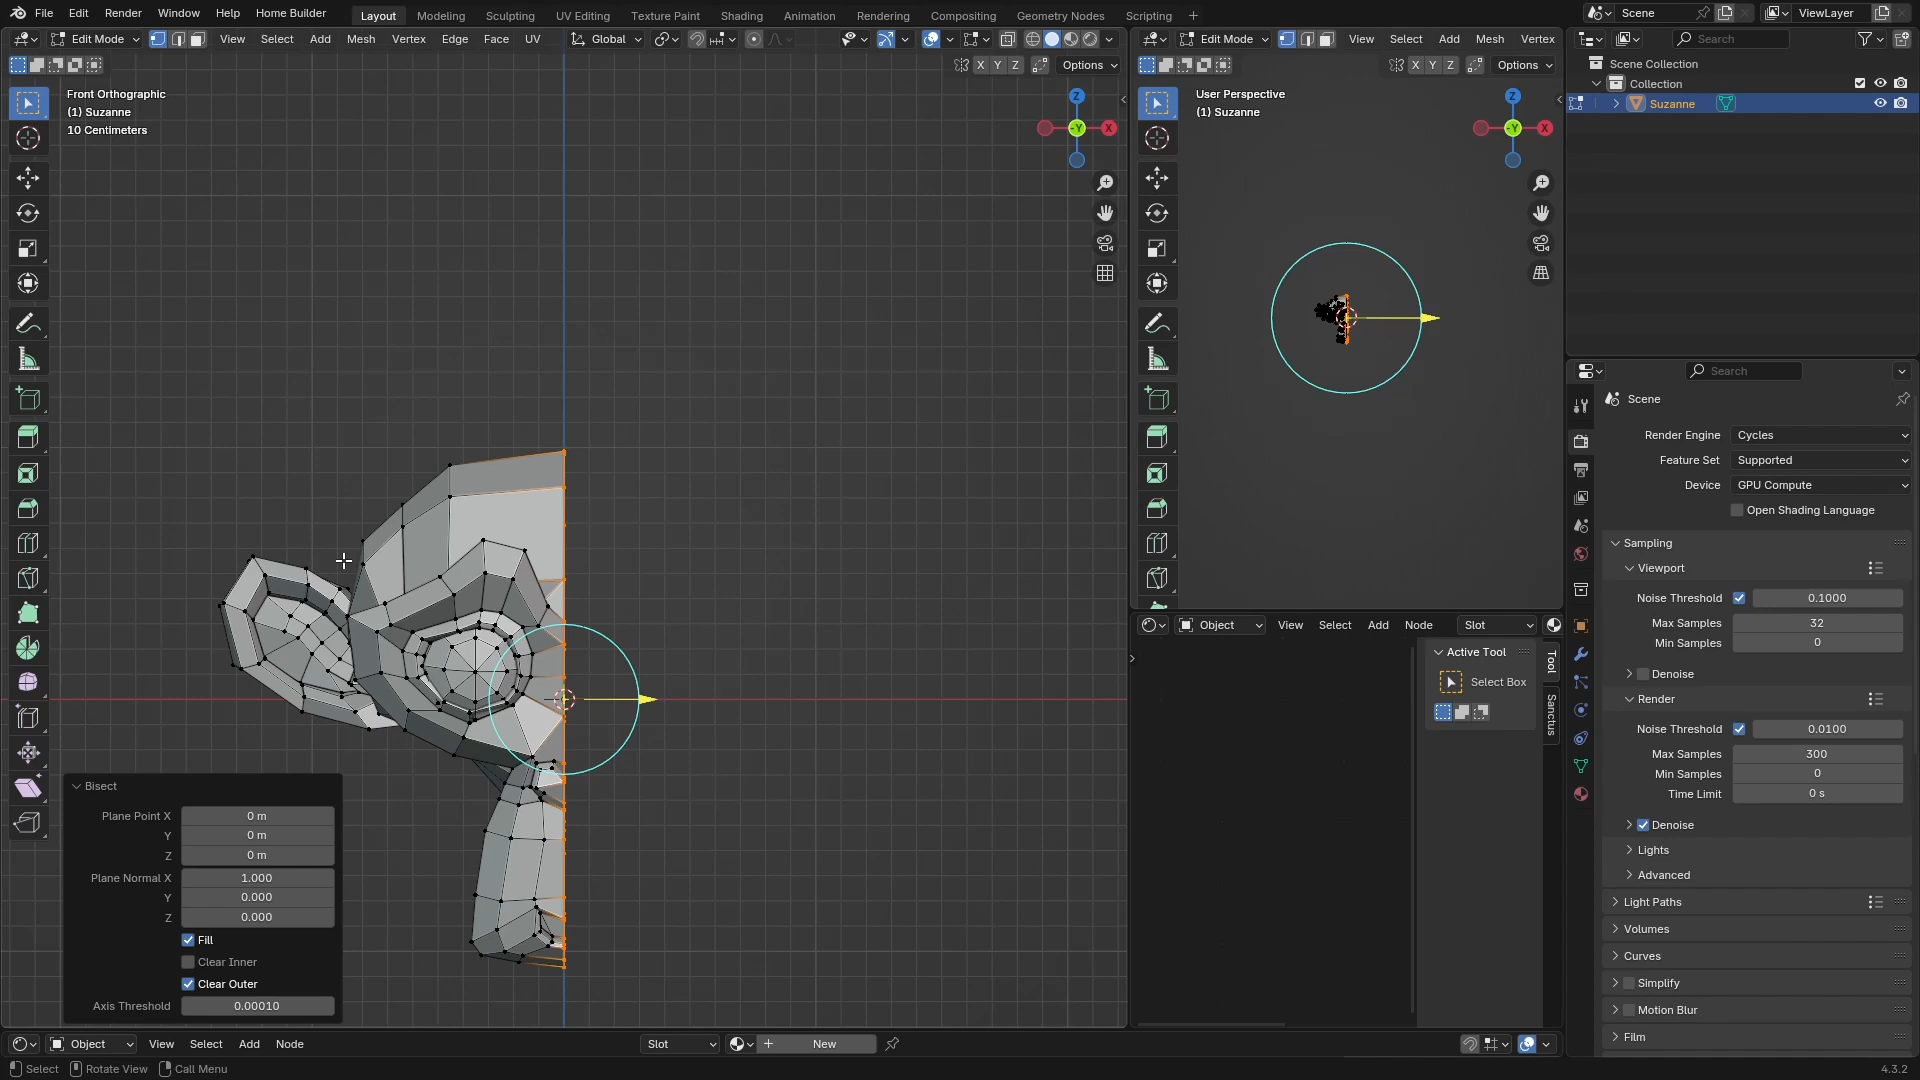 File Edit Render Window Help Home Builder Layout Modeling Sculpting UV Editing Texture Paint Shading Animation Rendering Compositing Geometry Nodes Scripting + Scene ViewLayer
Edit Mode View Select Add Mesh Vertex Edge Face UV Global
X Y Z Options
Front Orthographic
(1) Suzanne
10 Centimeters
Z
-Y
X
Bisect
Plane Point X 0 m
Y 0 m
Z 0 m
Plane Normal X 1.000
Y 0.000
Z 0.000
Fill
Clear Inner
Clear Outer
Axis Threshold 0.00010
Edit Mode View Select Add Mesh Vertex
X Y Z Options
User Perspective
(1) Suzanne
Z
-Y
X
Object View Select Add Node Slot
Active Tool
Select Box
Tool
Sanctus
Search
Scene Collection
Collection
Suzanne
Search
Scene
Render Engine Cycles
Feature Set Supported
Device GPU Compute
Open Shading Language
Sampling
Viewport
Noise Threshold 0.1000
Max Samples 32
Min Samples 0
Denoise
Render
Noise Threshold 0.0100
Max Samples 300
Min Samples 0
Time Limit 0 s
Denoise
Lights
Advanced
Light Paths
Volumes
Curves
Simplify
Motion Blur
Film
Object View Select Add Node Slot + New
Select Rotate View Call Menu 4.3.2